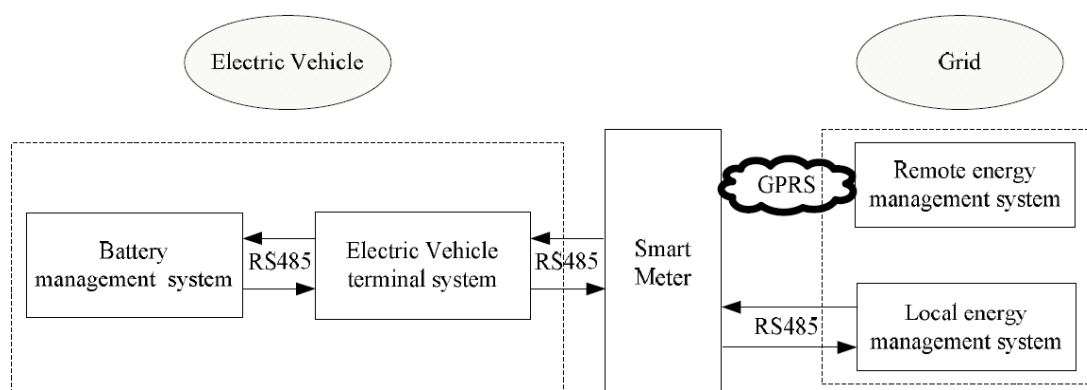 Electric Vehicle
Grid
Battery
management system
RS485
Electric Vehicle
terminal system
RS485
Smart
Meter
GPRS
Remote energy
management system
RS485
Local energy
management system